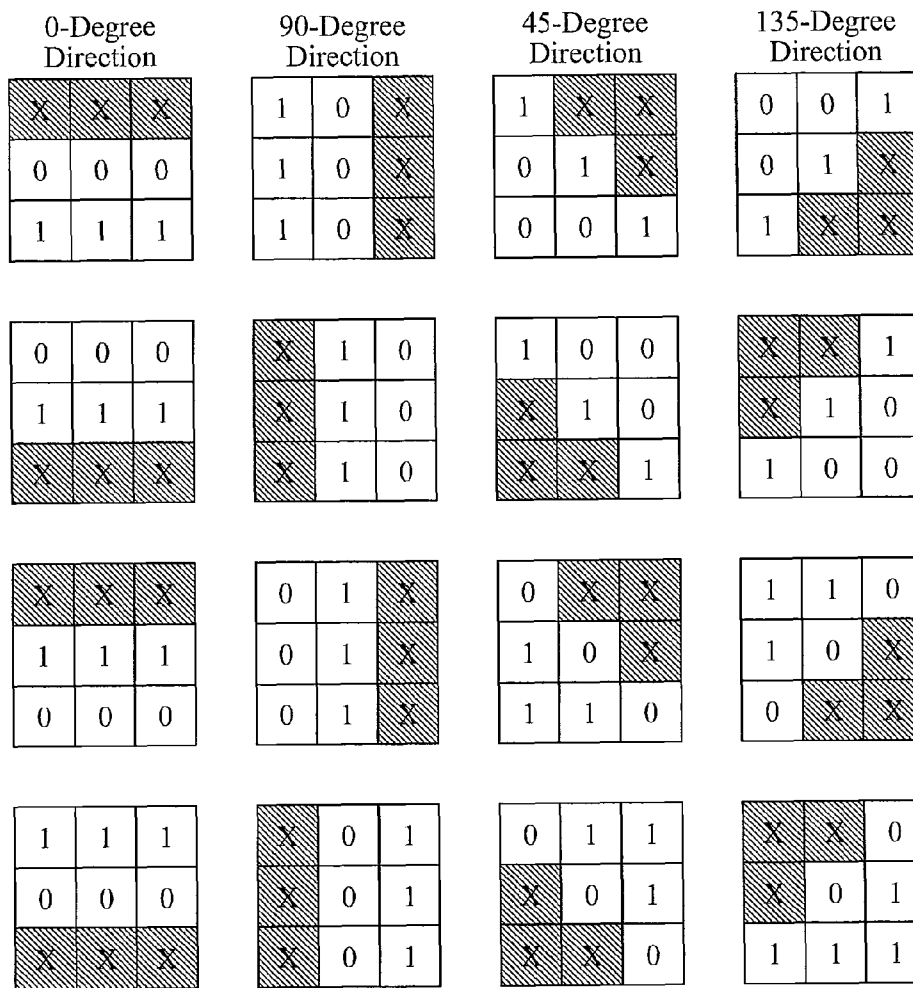 0-Degree Direction 90-Degree Direction 45-Degree Direction 135-Degree Direction
X X X 1 0 X 1 X X 0 0 1
0 0 0 1 0 X 0 1 X 0 1 X
1 1 1 1 0 X 0 0 1 1 X X
0 0 0 X 1 0 1 0 0 X X 1
1 1 1 X 1 0 X 1 0 X 1 0
X X X X 1 0 X X 1 1 0 0
X X X 0 1 X 0 X X 1 1 0
1 1 1 0 1 X 1 0 X 1 0 X
0 0 0 0 1 X 1 1 0 0 X X
1 1 1 X 0 1 0 1 1 X X 0
0 0 0 X 0 1 X 0 1 X 0 1
X X X X 0 1 X X 0 1 1 1